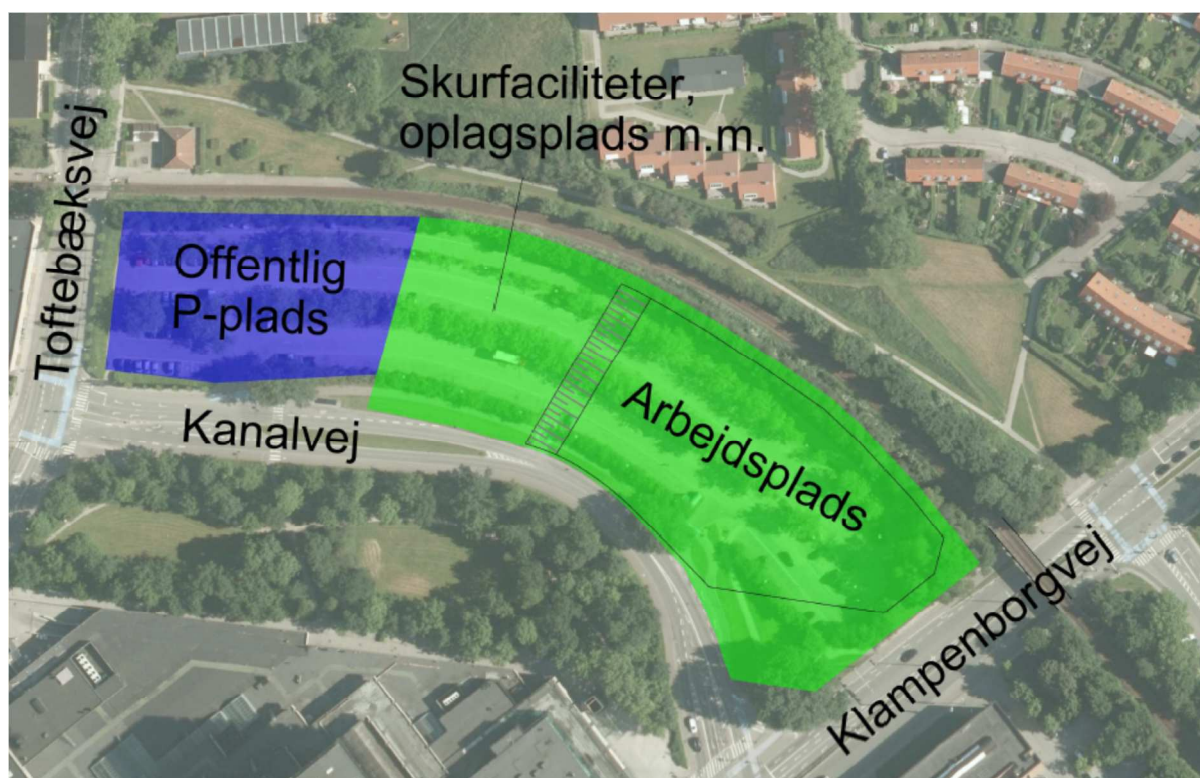 Skurfaciliteter,
oplagsplads m.m.
Toftebæksvej
Offentlig
P-plads
Kanalvej
Arbejdsplads
Klampenborgvej